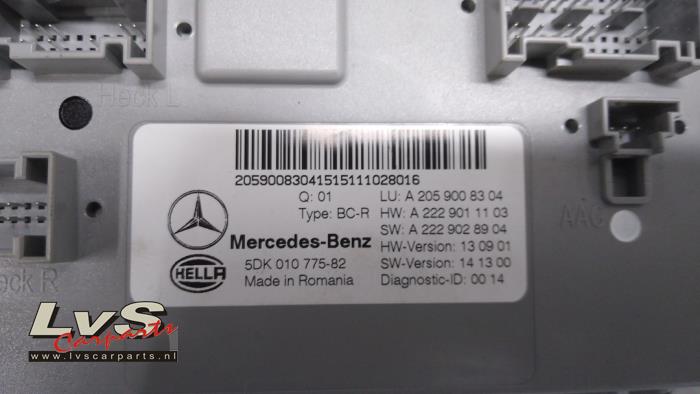 Heck L
20590083041515111028016
Q: 01
LU: A 205 900 83 04
Type: BC-R
HW: A 222 901 11 03
SW: A 222 902 89 04
Mercedes-Benz
HW-Version: 13 09 01
HELLA
5DK 010 775-82
SW-Version: 14 13 00
Made in Romania
Diagnostic-ID: 00 14
AAG
eck R
LvS
Carparts
www.lvscarparts.nl